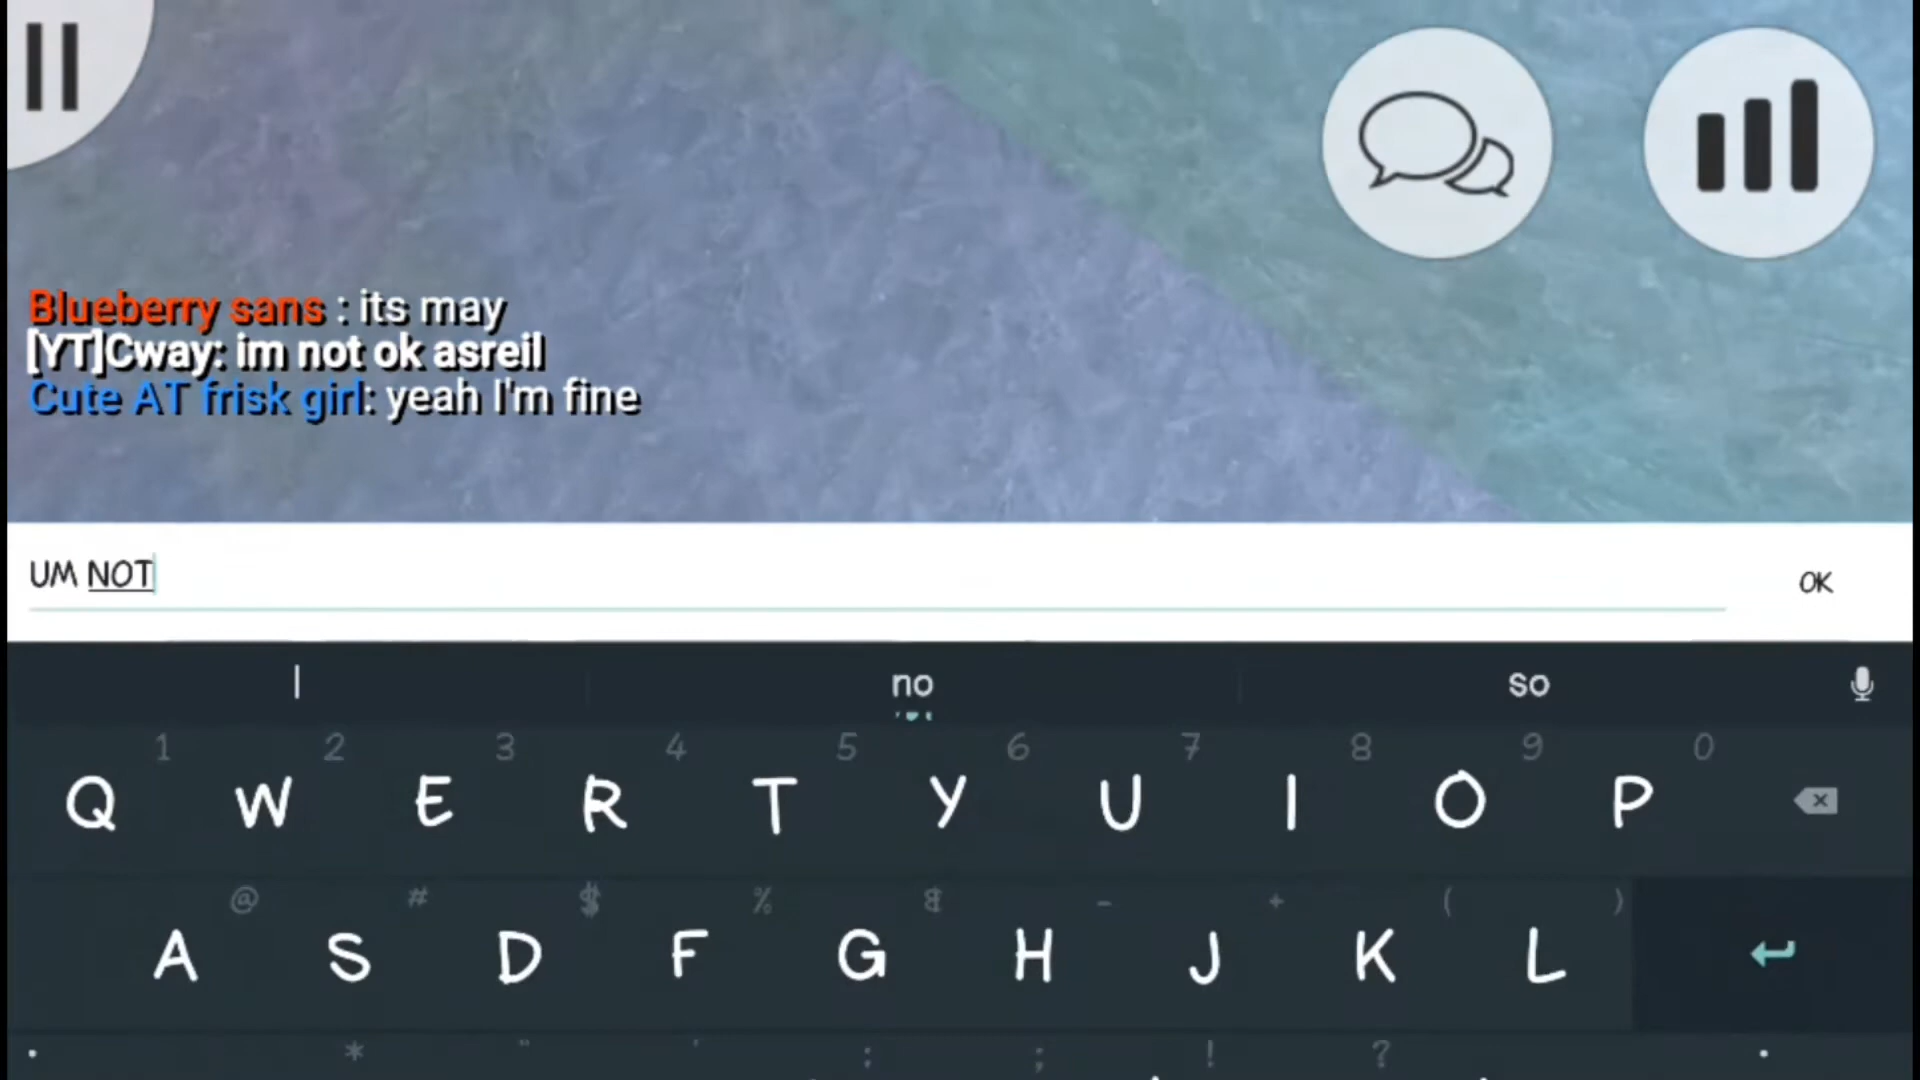 Blueberry sans : its may
[YT]Cway: im not ok asreil
Cute AT frisk girl: yeah I'm fine
UM NOT
OK
no
so
1 2 3 4 5 6 7 8 9 0
Q W E R T Y U I O P
@ # $ % & - + ( )
A S D F G H J K L
* " ' : ; ! ?